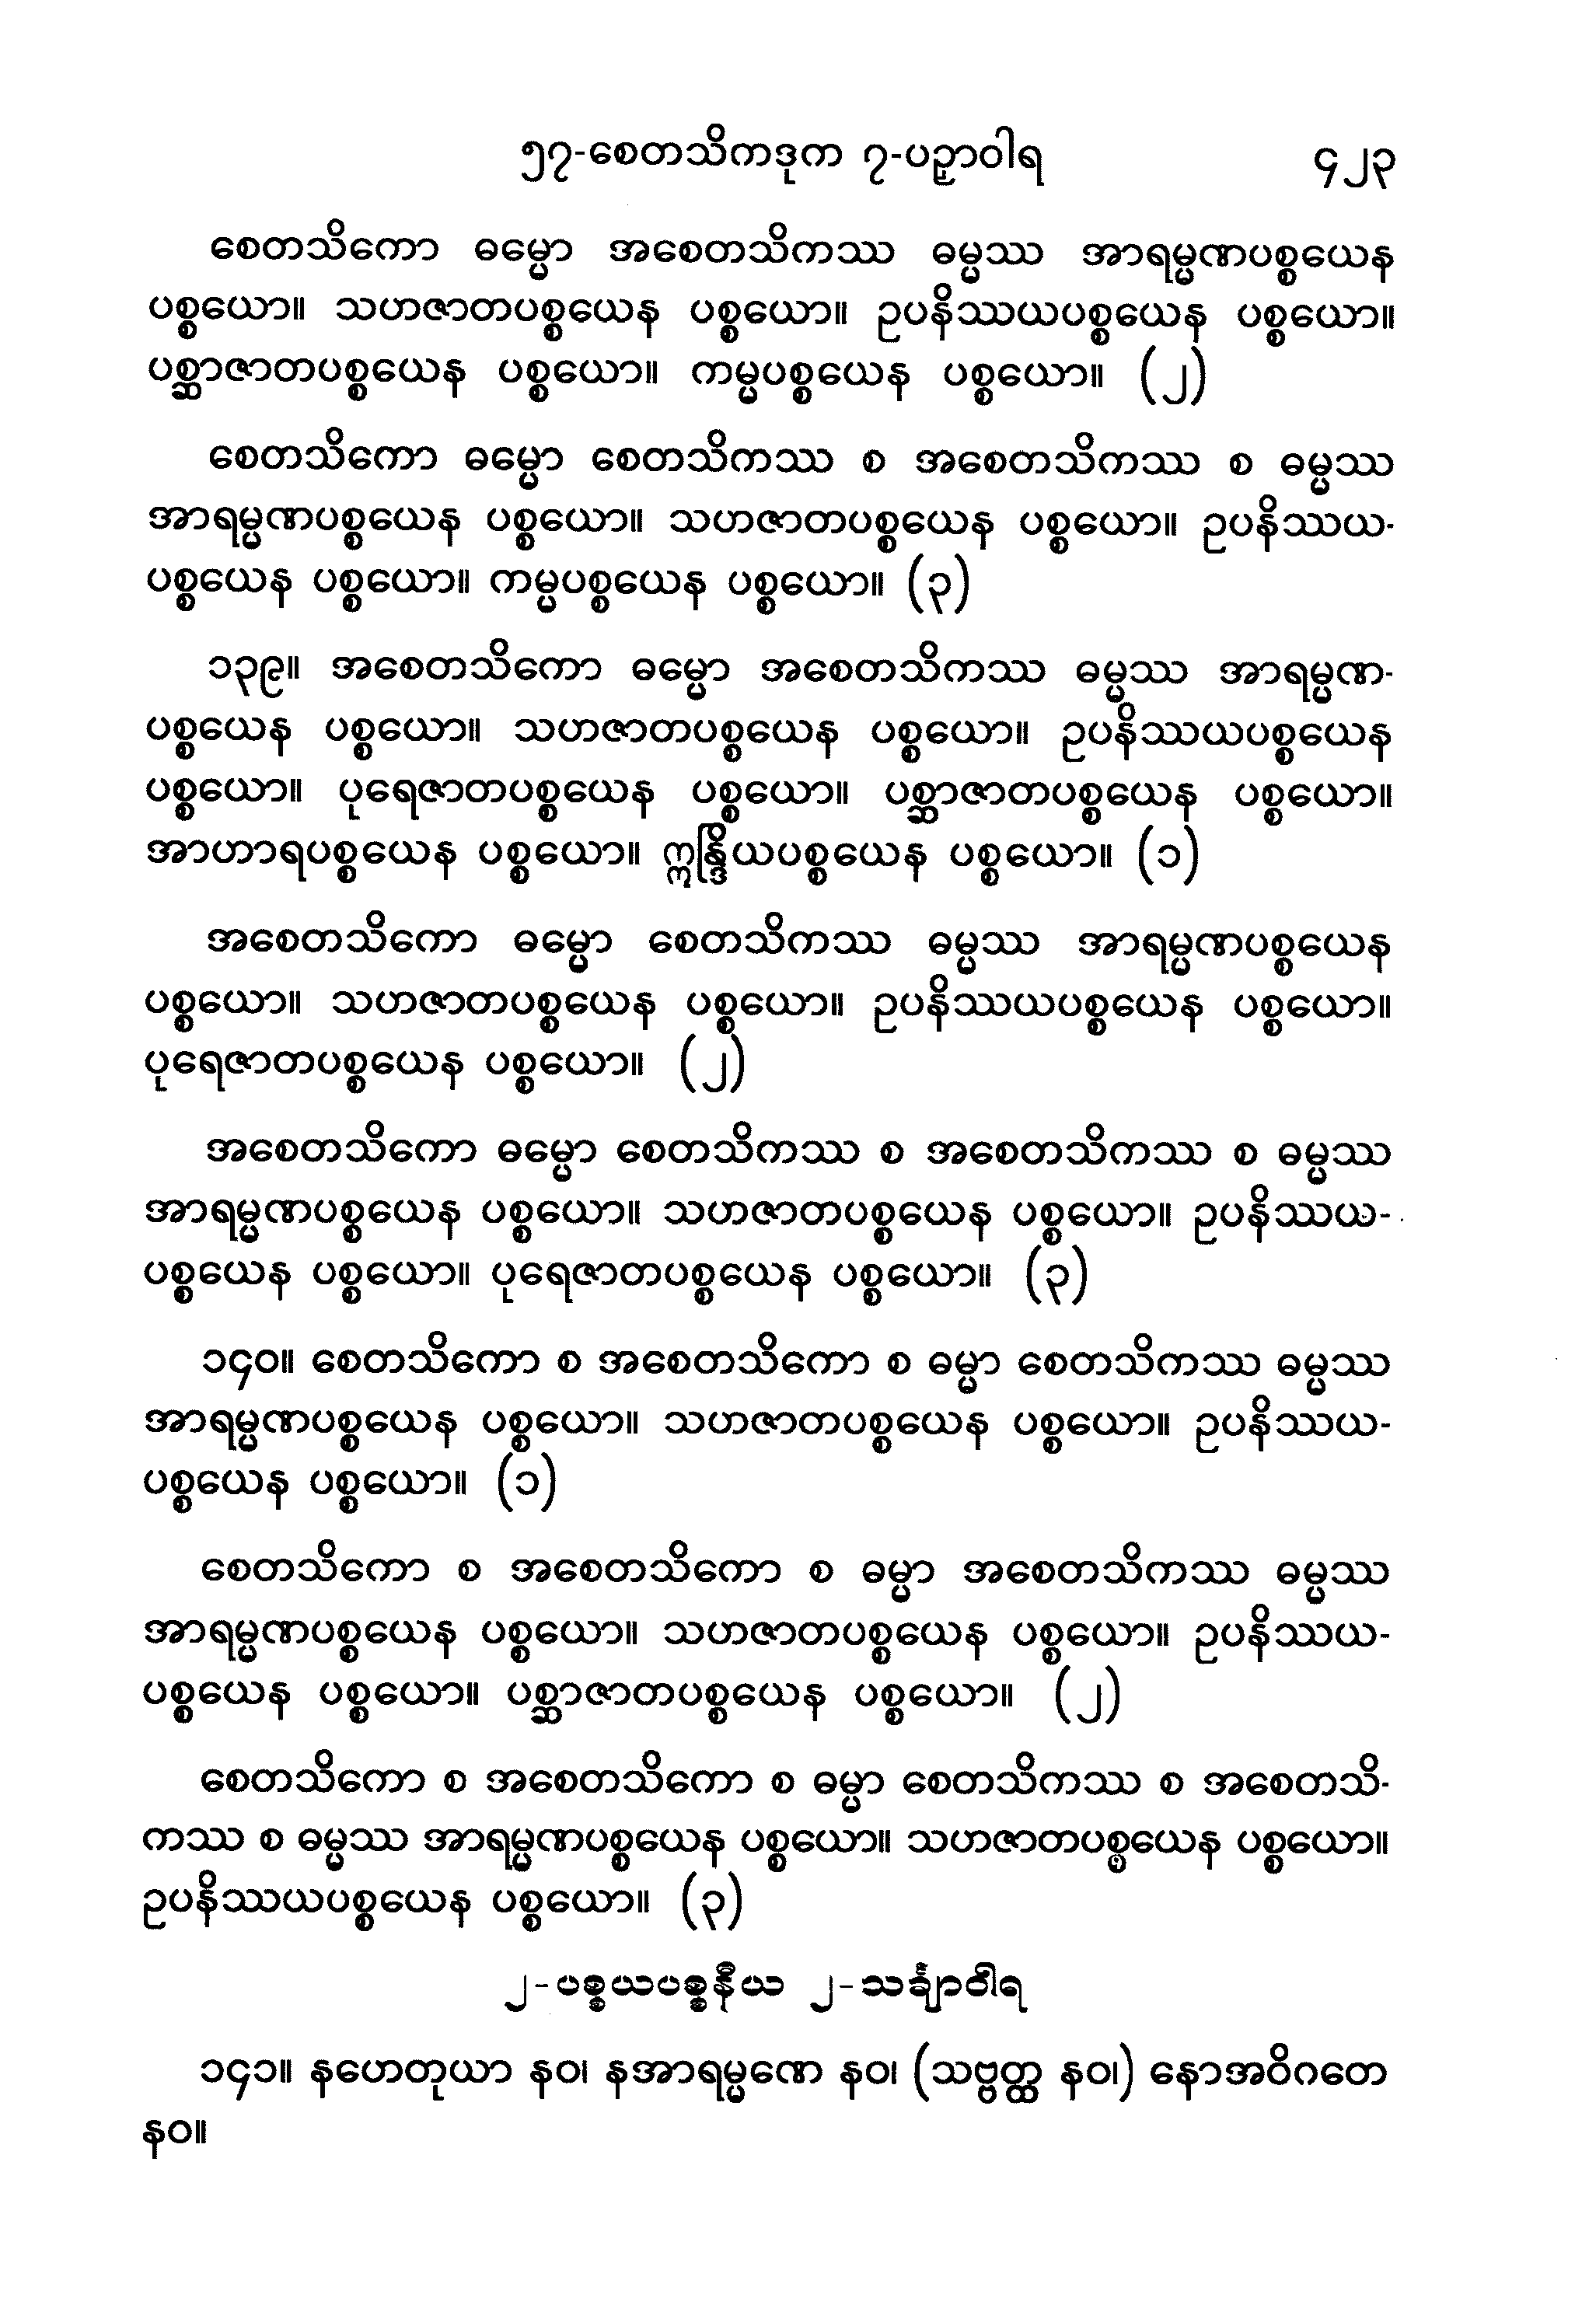 ၅၇-စေတသိကဒုက ၇-ပဉှာဝါရ ၄၂၃
စေတသိကော ဓမ္မော အစေတသိကဿ ဓမ္မဿ အာရမ္မဏပစ္စယေန
ပစ္စယော။ သဟဇာတပစ္စယေန ပစ္စယော။ ဥပနိဿယပစ္စယေန ပစ္စယော။
ပစ္ဆာဇာတပစ္စယေန ပစ္စယော။ ကမ္မပစ္စယေန ပစ္စယော။ (၂)
စေတသိကော ဓမ္မော စေတသိကဿ စ အစေတသိကဿ စ ဓမ္မဿ
အာရမ္မဏပစ္စယေန ပစ္စယော။ သဟဇာတပစ္စယေန ပစ္စယော။ ဥပနိဿယ-
ပစ္စယေန ပစ္စယော။ ကမ္မပစ္စယေန ပစ္စယော။ (၃)
၁၃၉။ အစေတသိကော ဓမ္မော အစေတသိကဿ ဓမ္မဿ အာရမ္မဏ-
ပစ္စယေန ပစ္စယော။ သဟဇာတပစ္စယေန ပစ္စယော။ ဥပနိဿယပစ္စယေန
ပစ္စယော။ ပုရေဇာတပစ္စယေန ပစ္စယော။ ပစ္ဆာဇာတပစ္စယေန ပစ္စယော။
အာဟာရပစ္စယေန ပစ္စယော။ ဣန္ဒြိယပစ္စယေန ပစ္စယော။ (၁)
အစေတသိကော ဓမ္မော စေတသိကဿ ဓမ္မဿ အာရမ္မဏပစ္စယေန
ပစ္စယော။ သဟဇာတပစ္စယေန ပစ္စယော။ ဥပနိဿယပစ္စယေန ပစ္စယော။
ပုရေဇာတပစ္စယေန ပစ္စယော။ (၂)
အစေတသိကော ဓမ္မော စေတသိကဿ စ အစေတသိကဿ စ ဓမ္မဿ
အာရမ္မဏပစ္စယေန ပစ္စယော။ သဟဇာတပစ္စယေန ပစ္စယော။ ဥပနိဿယ-
ပစ္စယေန ပစ္စယော။ ပုရေဇာတပစ္စယေန ပစ္စယော။ (၃)
၁၄၀။ စေတသိကော စ အစေတသိကော စ ဓမ္မာ စေတသိကဿ ဓမ္မဿ
အာရမ္မဏပစ္စယေန ပစ္စယော။ သဟဇာတပစ္စယေန ပစ္စယော။ ဥပနိဿယ-
ပစ္စယေန ပစ္စယော။ (၁)
စေတသိကော စ အစေတသိကော စ ဓမ္မာ အစေတသိကဿ ဓမ္မဿ
အာရမ္မဏပစ္စယေန ပစ္စယော။ သဟဇာတပစ္စယေန ပစ္စယော။ ဥပနိဿယ-
ပစ္စယေန ပစ္စယော။ ပစ္ဆာဇာတပစ္စယေန ပစ္စယော။ (၂)
စေတသိကော စ အစေတသိကော စ ဓမ္မာ စေတသိကဿ စ အစေတသိ-
ကဿ စ ဓမ္မဿ အာရမ္မဏပစ္စယေန ပစ္စယော။ သဟဇာတပစ္စယေန ပစ္စယော။
ဥပနိဿယပစ္စယေန ပစ္စယော။ (၃)
၂-ပစ္စယပစ္စနီယ ၂-သင်္ချာဝါရ
၁၄၁။ နဟေတုယာ နဝ၊ နအာရမ္မဏေ နဝ၊ (သဗ္ဗတ္ထ နဝ၊) နောအဝိဂတေ
နဝ။